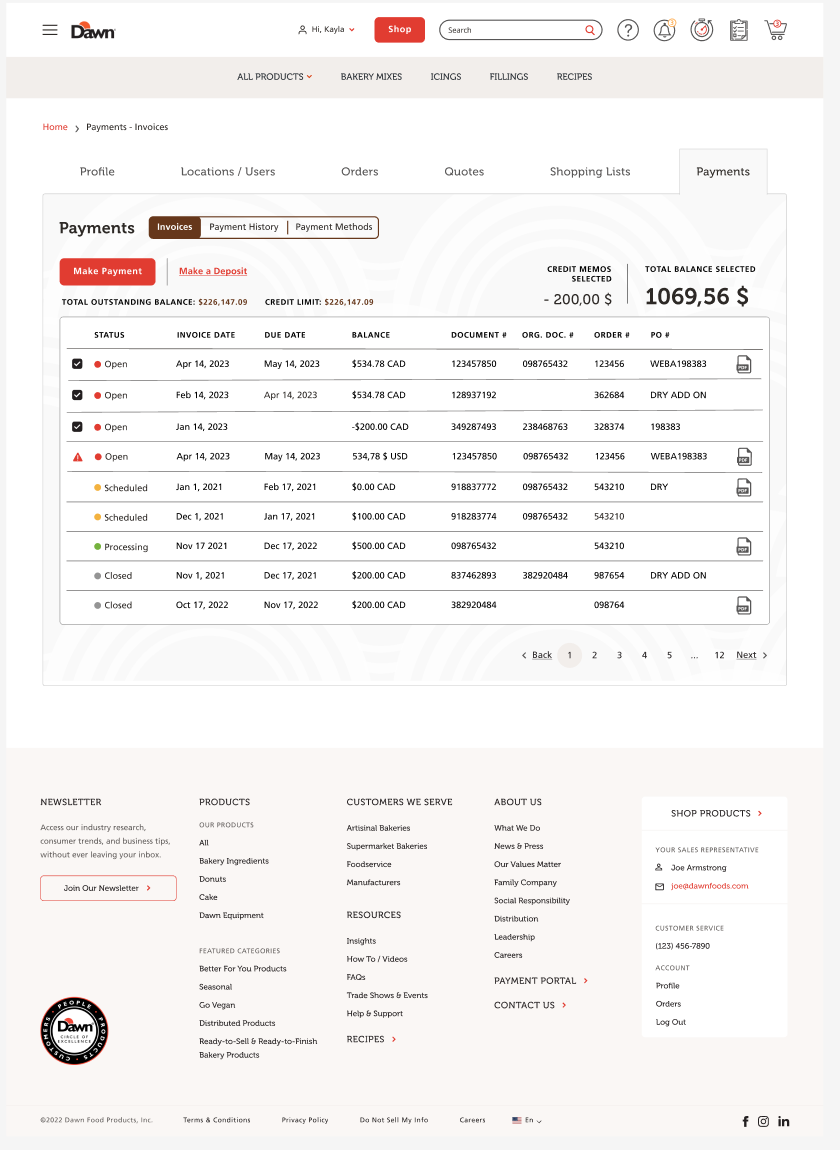 Dawn
Hi, Kayla
Shop
Search
3
ALL PRODUCTS
BAKERY MIXES
ICINGS
FILLINGS
RECIPES
Home
Payments - Invoices
Profile
Locations / Users
Orders
Quotes
Shopping Lists
Payments
Payments
Invoices
Payment History
Payment Methods
Make Payment
Make a Deposit
CREDIT MEMOS
SELECTED
- 200,00 $
TOTAL BALANCE SELECTED
1069,56 $
TOTAL OUTSTANDING BALANCE: $226,147.09 CREDIT LIMIT: $226,147.09
STATUS INVOICE DATE DUE DATE BALANCE DOCUMENT # ORG. DOC. # ORDER # PO #
Open Apr 14, 2023 May 14, 2023 $534.78 CAD 123457850 098765432 123456 WEBA198383 PDF
Open Feb 14, 2023 Apr 14, 2023 $534.78 CAD 128937192 362684 DRY ADD ON
Open Jan 14, 2023 -$200.00 CAD 349287493 238468763 328374 198383
Open Apr 14, 2023 May 14, 2023 534,78 $ USD 123457850 098765432 123456 WEBA198383 PDF
Scheduled Jan 1, 2021 Feb 17, 2021 $0.00 CAD 918837772 098765432 543210 DRY PDF
Scheduled Dec 1, 2021 Jan 17, 2021 $100.00 CAD 918283774 098765432 543210
Processing Nov 17 2021 Dec 17, 2022 $500.00 CAD 098765432 543210 PDF
Closed Nov 1, 2021 Dec 17, 2021 $200.00 CAD 837462893 382920484 987654 DRY ADD ON
Closed Oct 17, 2022 Nov 17, 2022 $200.00 CAD 382920484 098764 PDF
Back 1 2 3 4 5 ... 12 Next
NEWSLETTER
Access our industry research,
consumer trends, and business tips,
without ever leaving your inbox.
Join Our Newsletter
PEOPLE · PRODUCTS · CUSTOMERS
Dawn
CIRCLE OF
EXCELLENCE
PRODUCTS
OUR PRODUCTS
All
Bakery Ingredients
Donuts
Cake
Dawn Equipment
FEATURED CATEGORIES
Better For You Products
Seasonal
Go Vegan
Distributed Products
Ready-to-Sell & Ready-to-Finish
Bakery Products
CUSTOMERS WE SERVE
Artisinal Bakeries
Supermarket Bakeries
Foodservice
Manufacturers
RESOURCES
Insights
How To / Videos
FAQs
Trade Shows & Events
Help & Support
RECIPES
ABOUT US
What We Do
News & Press
Our Values Matter
Family Company
Social Responsibility
Distribution
Leadership
Careers
PAYMENT PORTAL
CONTACT US
SHOP PRODUCTS
YOUR SALES REPRESENTATIVE
Joe Armstrong
joe@dawnfoods.com
CUSTOMER SERVICE
(123) 456-7890
ACCOUNT
Profile
Orders
Log Out
©2022 Dawn Food Products, Inc.
Terms & Conditions
Privacy Policy
Do Not Sell My Info
Careers
En